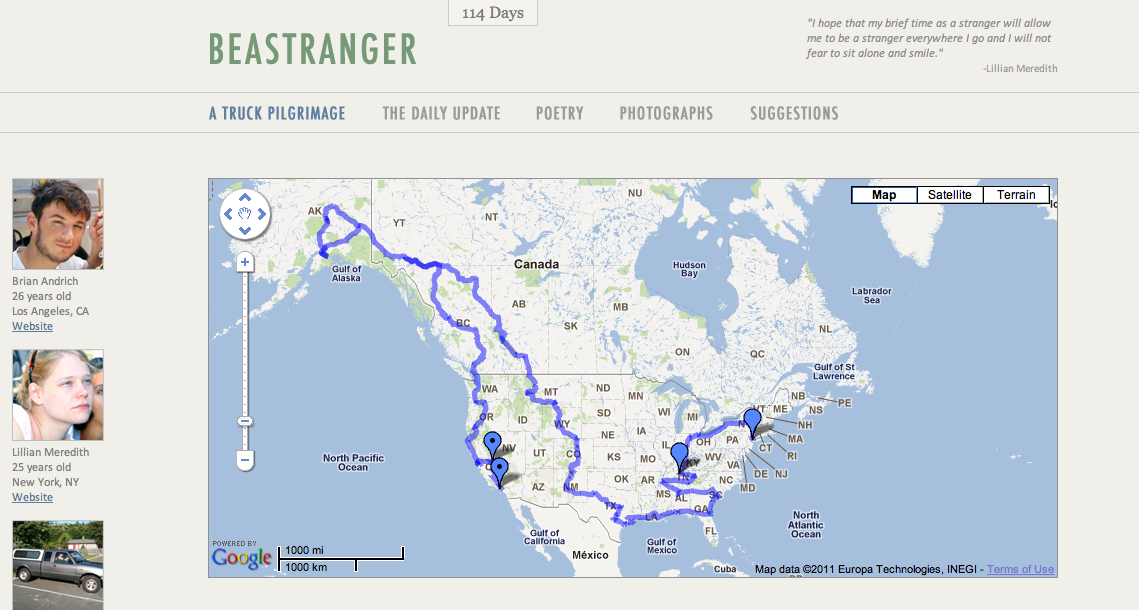 114 Days
BEASTRANGER
"I hope that my brief time as a stranger will allow
me to be a stranger everywhere I go and I will not
fear to sit alone and smile."
-Lillian Meredith
A TRUCK PILGRIMAGE THE DAILY UPDATE POETRY PHOTOGRAPHS SUGGESTIONS
Brian Andrich
26 years old
Los Angeles, CA
Website
Lillian Meredith
25 years old
New York, NY
Website
Map Satellite Terrain
NU
AK
YT
NT
Canada
Hudson
Bay
Gulf of
Alaska
Labrador
Sea
AB
MB
BC
SK
NL
ON
QC
Gulf of St
Lawrence
WA
MT
ND
MN
NB
PE
VT
ME
NS
OR
ID
SD
WI
MI
NH
WY
MA
NE
IA
OH
PA
CT
RI
NV
UT
CO
IL
KS
MO
KY
WV
VA
DE
NJ
MD
North Pacific
Ocean
AZ
NM
OK
AR
TN
NC
MS
AL
SC
TX
LA
GA
FL
North
Atlantic
Ocean
Gulf of
California
Gulf of
Mexico
México
Cuba
POWERED BY
Google
1000 mi
1000 km
Map data ©2011 Europa Technologies, INEGI - Terms of Use